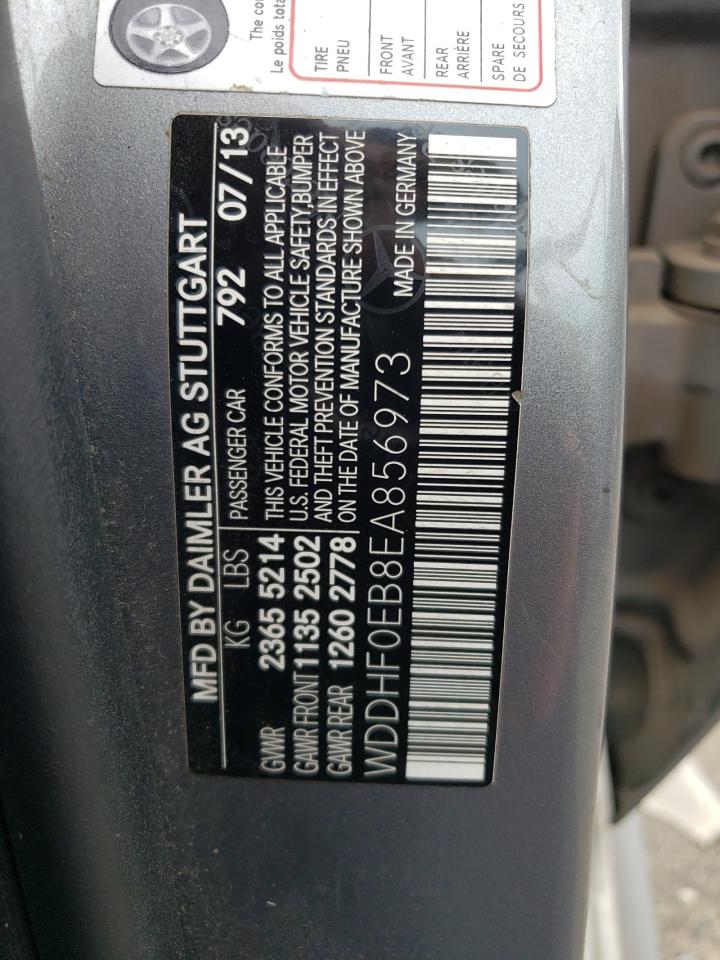 The co
Le poids tota
TIRE
PNEU
FRONT
AVANT
REAR
ARRIÈRE
SPARE
DE SECOURS
MFD BY DAIMLER AG STUTTGART
KG LBS PASSENGER CAR 792 07/13
GVWR 2365 5214 THIS VEHICLE CONFORMS TO ALL APPLICABLE
U.S. FEDERAL MOTOR VEHICLE SAFETY,BUMPER
GAWR FRONT 1135 2502 AND THEFT PREVENTION STANDARDS IN EFFECT
GAWR REAR 1260 2778 ON THE DATE OF MANUFACTURE SHOWN ABOVE
WDDHF0EB8EA856973 MADE IN GERMANY